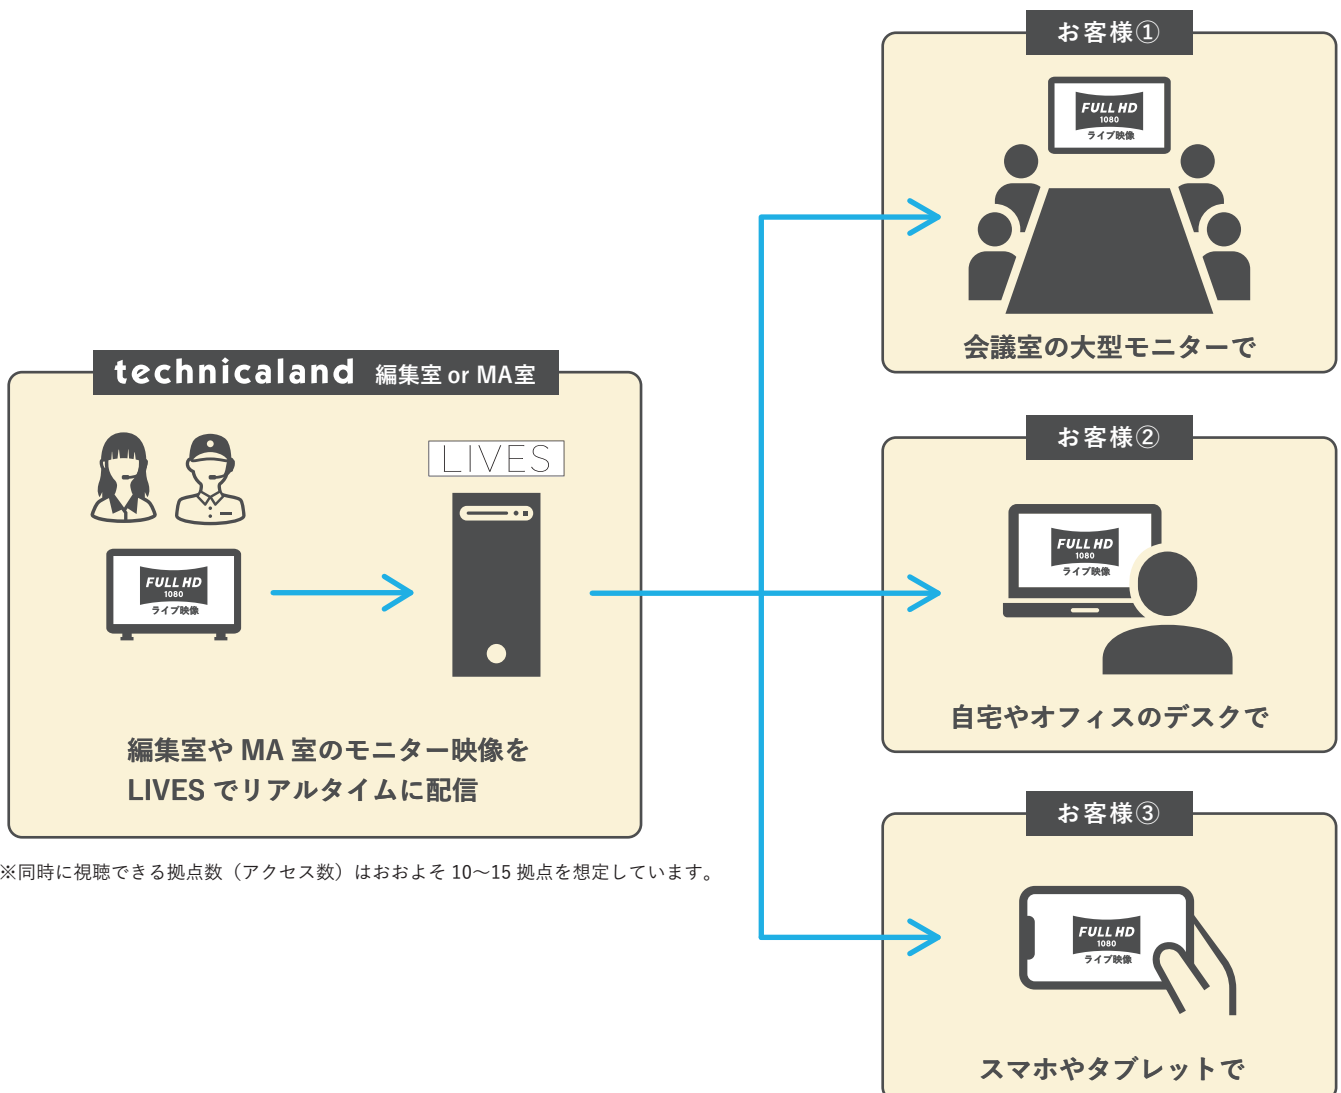 technicaland 編集室 or MA室
LIVES
FULL HD
1080
ライブ映像
編集室や MA 室のモニター映像を
LIVES でリアルタイムに配信
※同時に視聴できる拠点数（アクセス数）はおおよそ 10〜15 拠点を想定しています。
お客様①
FULL HD
1080
ライブ映像
会議室の大型モニターで
お客様②
FULL HD
1080
ライブ映像
自宅やオフィスのデスクで
お客様③
FULL HD
1080
ライブ映像
スマホやタブレットで